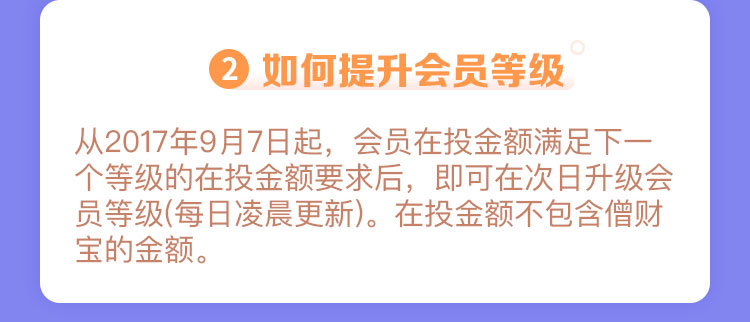 2 如何提升会员等级
从2017年9月7日起，会员在投金额满足下一
个等级的在投金额要求后，即可在次日升级会
员等级(每日凌晨更新)。在投金额不包含僧财
宝的金额。